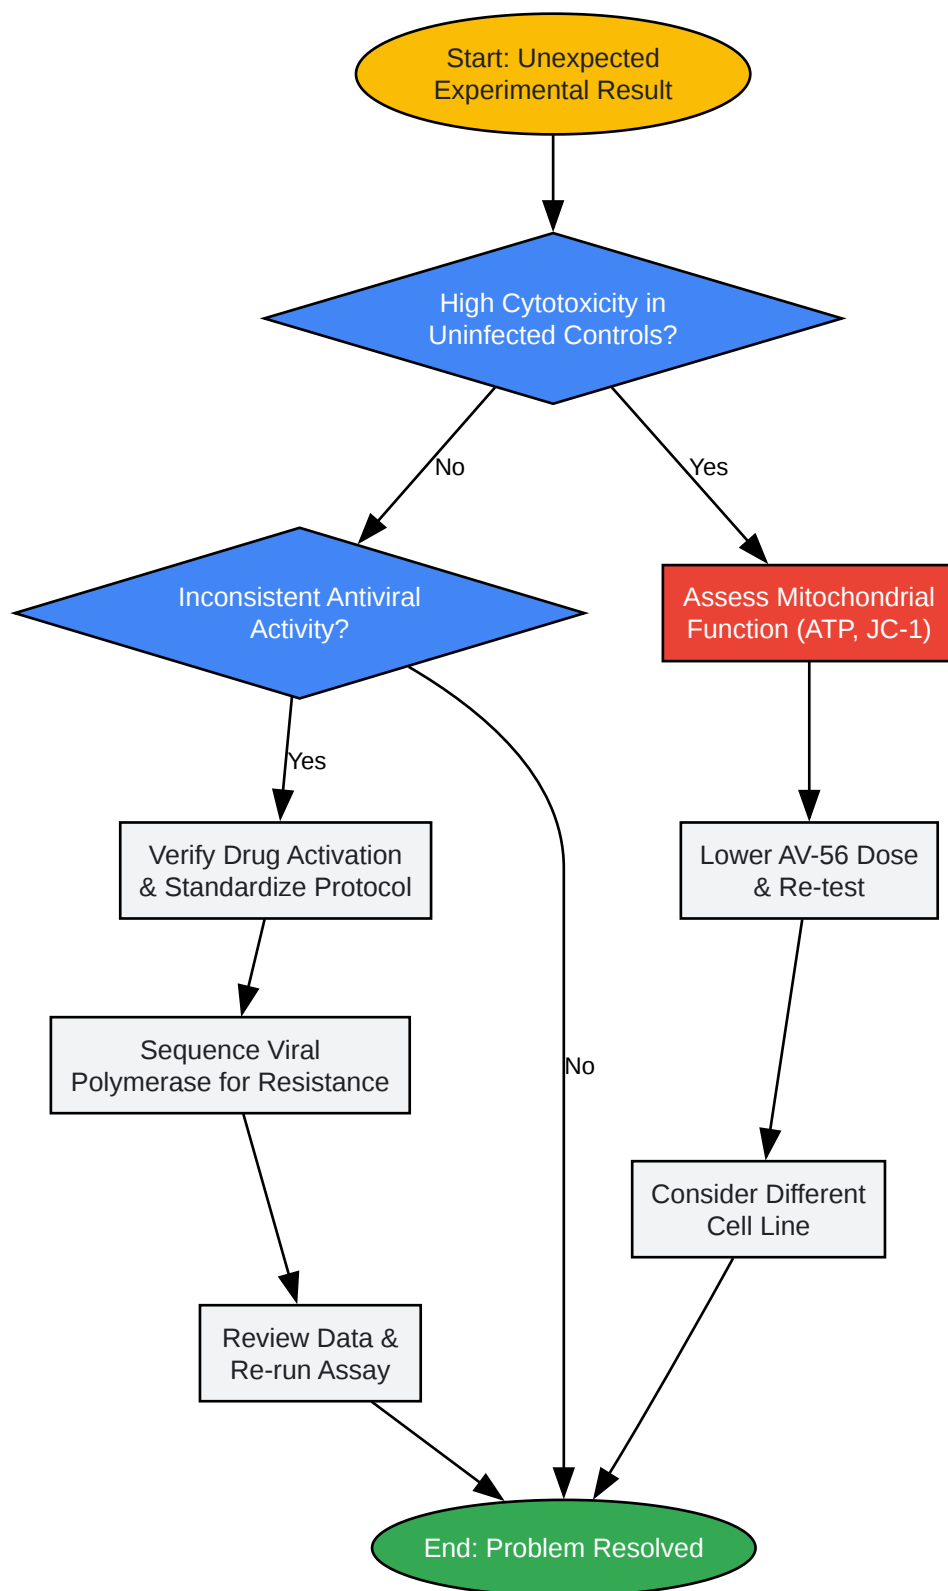 Start: Unexpected
Experimental Result
High Cytotoxicity in
Uninfected Controls?
No
Yes
Inconsistent Antiviral
Activity?
Assess Mitochondrial
Function (ATP, JC-1)
Yes
Verify Drug Activation
& Standardize Protocol
Lower AV-56 Dose
& Re-test
Sequence Viral
Polymerase for Resistance
No
Consider Different
Cell Line
Review Data &
Re-run Assay
End: Problem Resolved